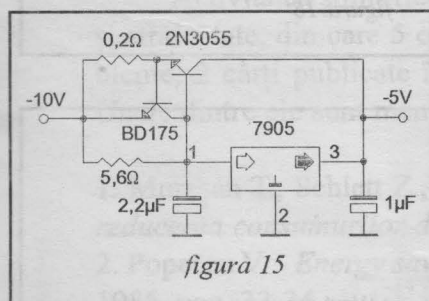 0,2Ω 2N3055
-10V -5V
BD175 7905
1 3
5,6Ω
2,2µF 2 1µF
figura 15